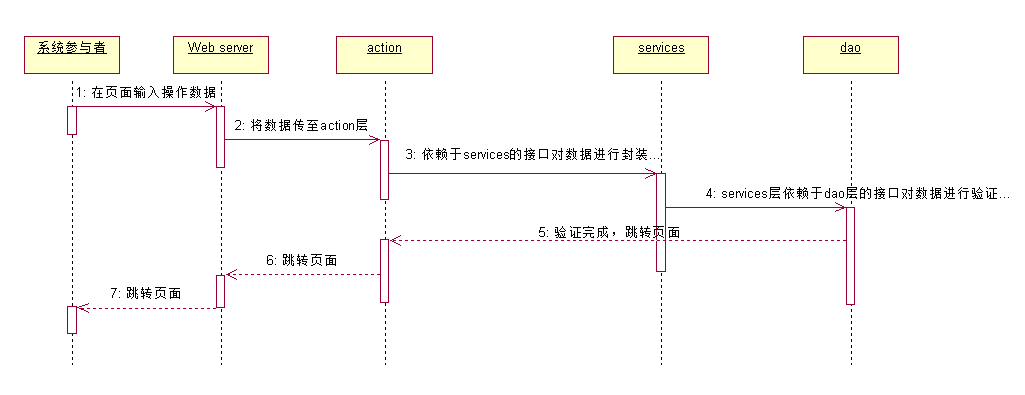 系统参与者
Web server
action
services
dao
1: 在页面输入操作数据
2: 将数据传至action层
3: 依赖于services的接口对数据进行封装...
4: services层依赖于dao层的接口对数据进行验证...
5: 验证完成，跳转页面
6: 跳转页面
7: 跳转页面